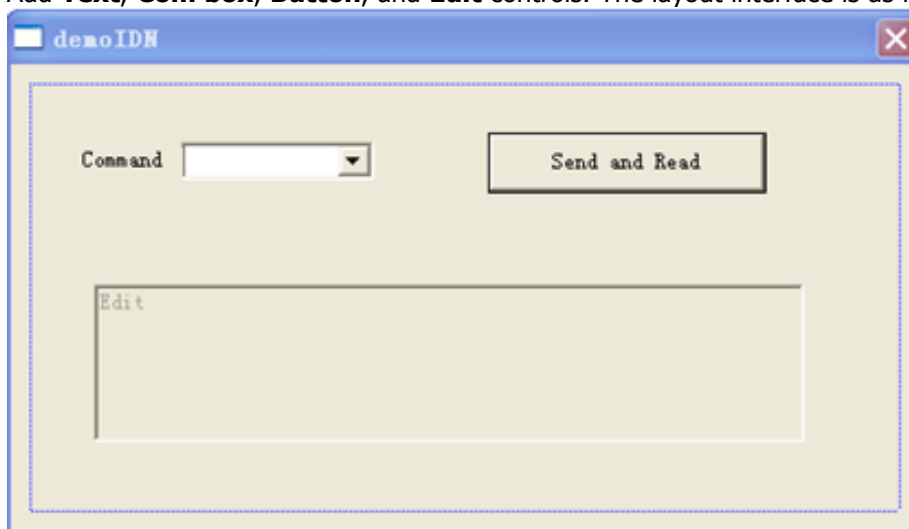 Add Text, Com box, Button, and Edit controls. The layout interface is as
demoIDN
Command
Send and Read
Edit